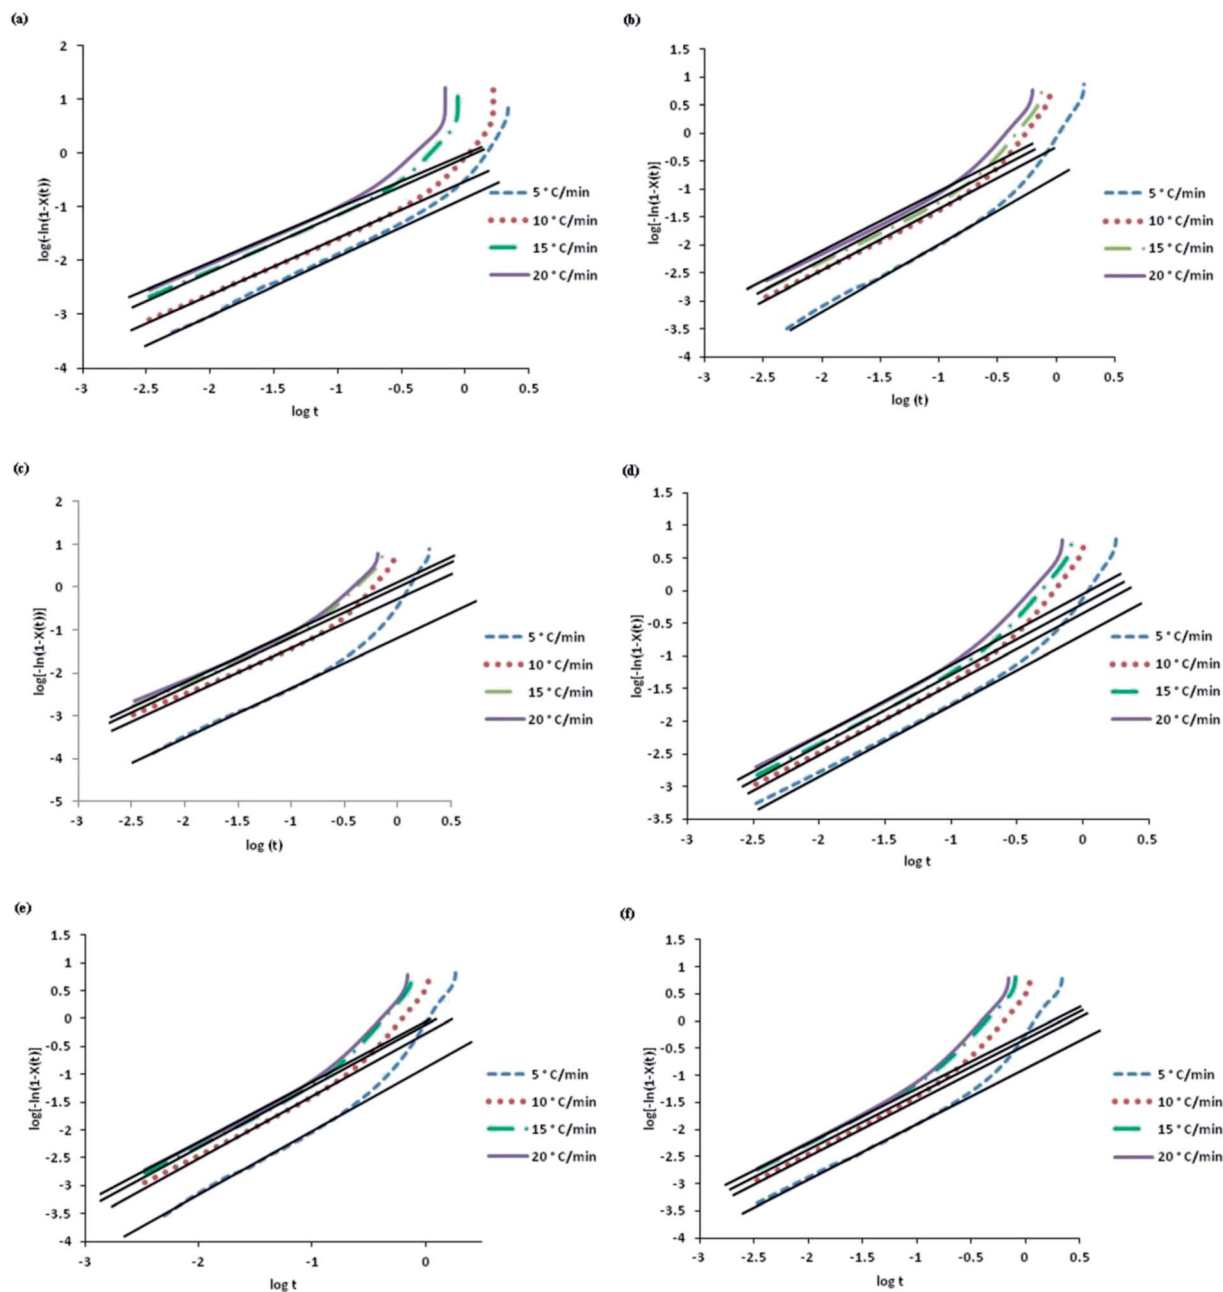 (a)
2
1
0
-1
-2
-3
-4
log(-ln(1-X(t))
-3 -2.5 -2 -1.5 -1 -0.5 0 0.5
log t
5 ° C/min
10 ° C/min
15 ° C/min
20 ° C/min
(b)
1.5
1
0.5
0
-0.5
-1
-1.5
-2
-2.5
-3
-3.5
-4
log[-ln(1-X(t)]
-3 -2.5 -2 -1.5 -1 -0.5 0 0.5
log (t)
5 ° C/min
10 ° C/min
15 ° C/min
20 ° C/min
(c)
2
1
0
-1
-2
-3
-4
-5
log[-ln(1-X(t))]
-3 -2.5 -2 -1.5 -1 -0.5 0 0.5
log (t)
5 ° C/min
10 ° C/min
15 ° C/min
20 ° C/min
(d)
1.5
1
0.5
0
-0.5
-1
-1.5
-2
-2.5
-3
-3.5
log[-ln(1-X(t)]
-3 -2.5 -2 -1.5 -1 -0.5 0 0.5
log t
5 ° C/min
10 ° C/min
15 ° C/min
20 ° C/min
(e)
1.5
1
0.5
0
-0.5
-1
-1.5
-2
-2.5
-3
-3.5
-4
log[-ln(1-X(t)]
-3 -2 -1 0
log t
5 ° C/min
10 ° C/min
15 ° C/min
20 ° C/min
(f)
1.5
1
0.5
0
-0.5
-1
-1.5
-2
-2.5
-3
-3.5
-4
log[-ln(1-X(t)]
-3 -2.5 -2 -1.5 -1 -0.5 0 0.5
log t
5 ° C/min
10 ° C/min
15 ° C/min
20 ° C/min